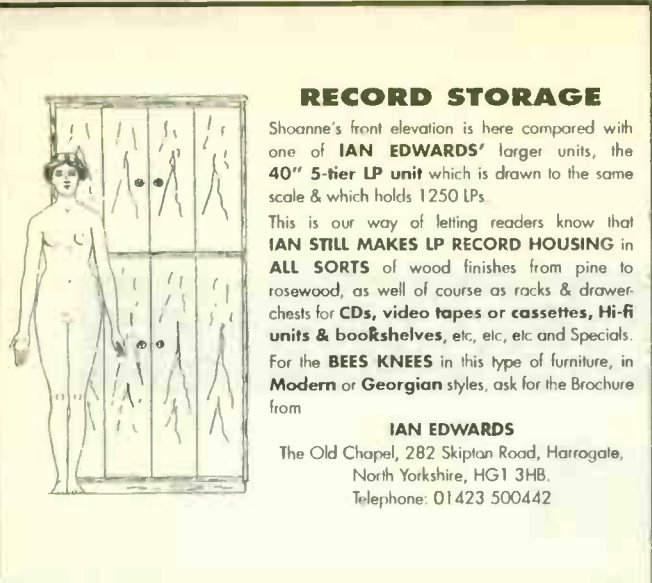 RECORD STORAGE
Shoanne's front elevation is here compared with
one of IAN EDWARDS' larger units, the
40" 5-tier LP unit which is drawn to the same
scale & which holds 1250 LPs
This is our way of letting readers know that
IAN STILL MAKES LP RECORD HOUSING in
ALL SORTS of wood finishes from pine to
rosewood, as well of course as racks & drawer-
chests for CDs, video tapes or cassettes, Hi-fi
units & bookshelves, etc, etc, etc and Specials.
For the BEES KNEES in this type of furniture, in
Modern or Georgian styles, ask for the Brochure
from
IAN EDWARDS
The Old Chapel, 282 Skipton Road, Harrogate,
North Yorkshire, HG1 3HB.
Telephone: 01423 500442